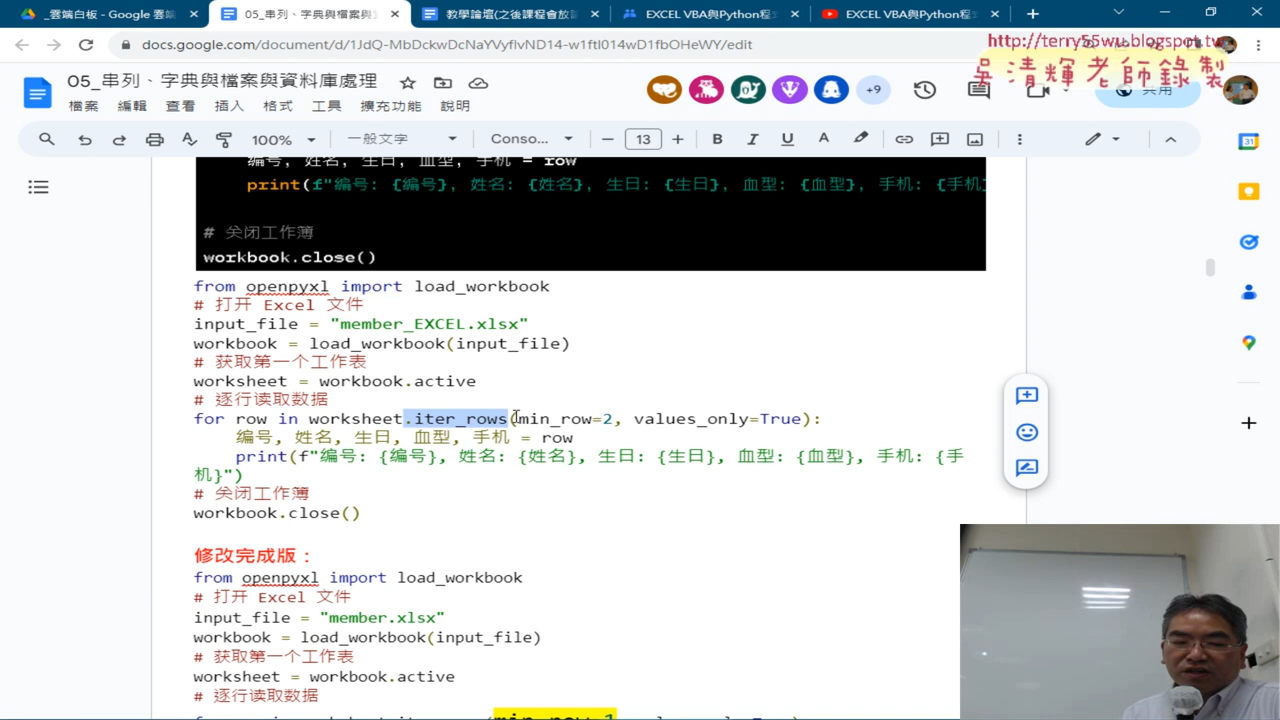 _雲端白板 - Google 雲端
05_串列、字典與檔案與資料
教學論壇(之後課程會放
EXCEL VBA與Python程
EXCEL VBA與Python程
docs.google.com/document/d/1JdQ-MbDckwDcNaYVyflvND14-w1ftl014wD1fbOHeWY/edit
http://terry55wu.blogspot.tw
吳清輝老師錄製
05_串列、字典與檔案與資料庫處理
檔案 編輯 查看 插入 格式 工具 擴充功能 說明
+9
共用
100% 一般文字 Conso... 13 B I U A
编号, 姓名, 生日, 血型, 手机 = row
print(f"编号: {编号}, 姓名: {姓名}, 生日: {生日}, 血型: {血型}, 手机: {手机}
# 关闭工作簿
workbook.close()
from openpyxl import load_workbook
# 打开 Excel 文件
input_file = "member_EXCEL.xlsx"
workbook = load_workbook(input_file)
# 获取第一个工作表
worksheet = workbook.active
# 逐行读取数据
for row in worksheet.iter_rows(min_row=2, values_only=True):
编号, 姓名, 生日, 血型, 手机 = row
print(f"编号: {编号}, 姓名: {姓名}, 生日: {生日}, 血型: {血型}, 手机: {手
机}")
# 关闭工作簿
workbook.close()
修改完成版：
from openpyxl import load_workbook
# 打开 Excel 文件
input_file = "member.xlsx"
workbook = load_workbook(input_file)
# 获取第一个工作表
worksheet = workbook.active
# 逐行读取数据